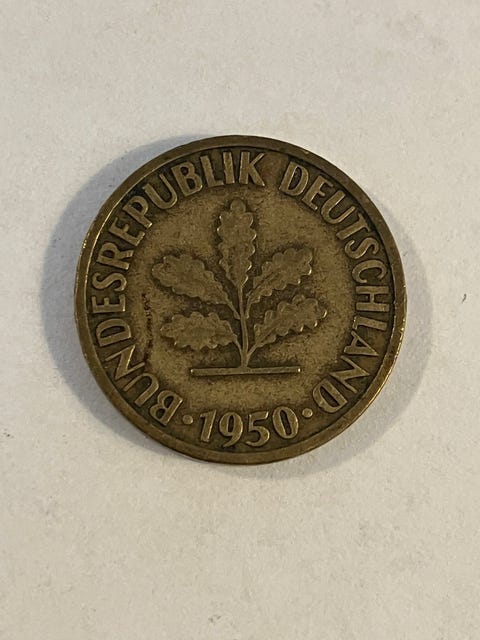 BUNDESREPUBLIK DEUTSCHLAND
· 1950 ·